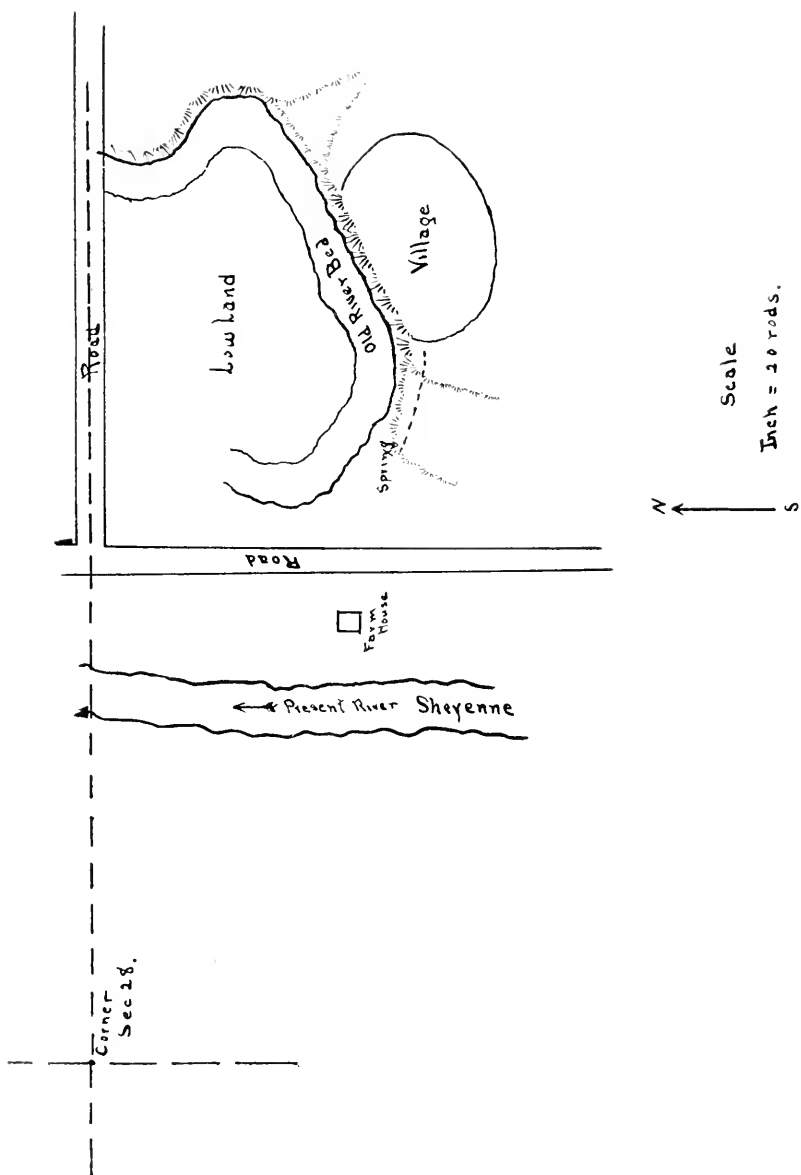 Road
Low Land
Old River Bed
Village
Spring
Road
Farm
House
Present River Sheyenne
Corner
Sec 28.
N
S
Scale
Inch = 20 rods.